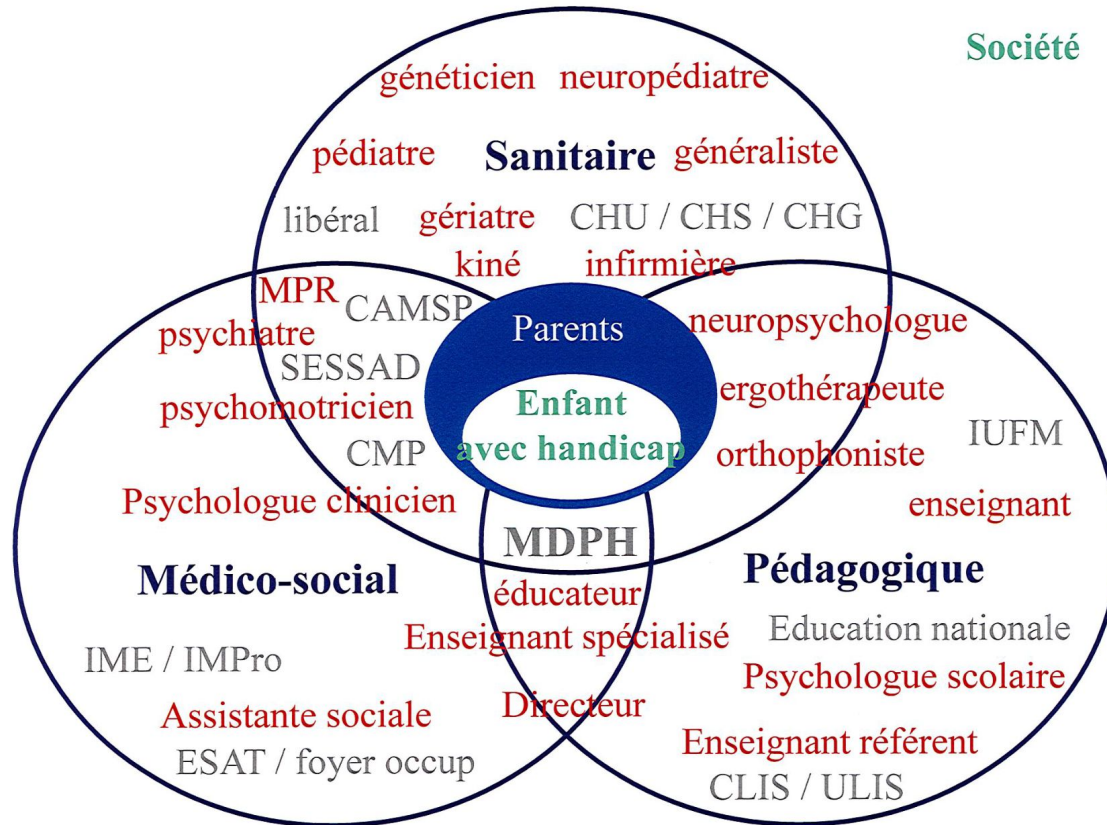 Société
généticien neuropédiatre
pédiatre Sanitaire généraliste
libéral gériatre CHU / CHS / CHG
kiné infirmière
MPR CAMSP Parents neuropsychologue
psychiatre
SESSAD ergothérapeute
psychomotricien Enfant
avec handicap IUFM
CMP orthophoniste
Psychologue clinicien enseignant
MDPH
Médico-social Pédagogique
éducateur
Enseignant spécialisé Education nationale
IME / IMPro Psychologue scolaire
Assistante sociale Directeur
Enseignant référent
ESAT / foyer occup CLIS / ULIS